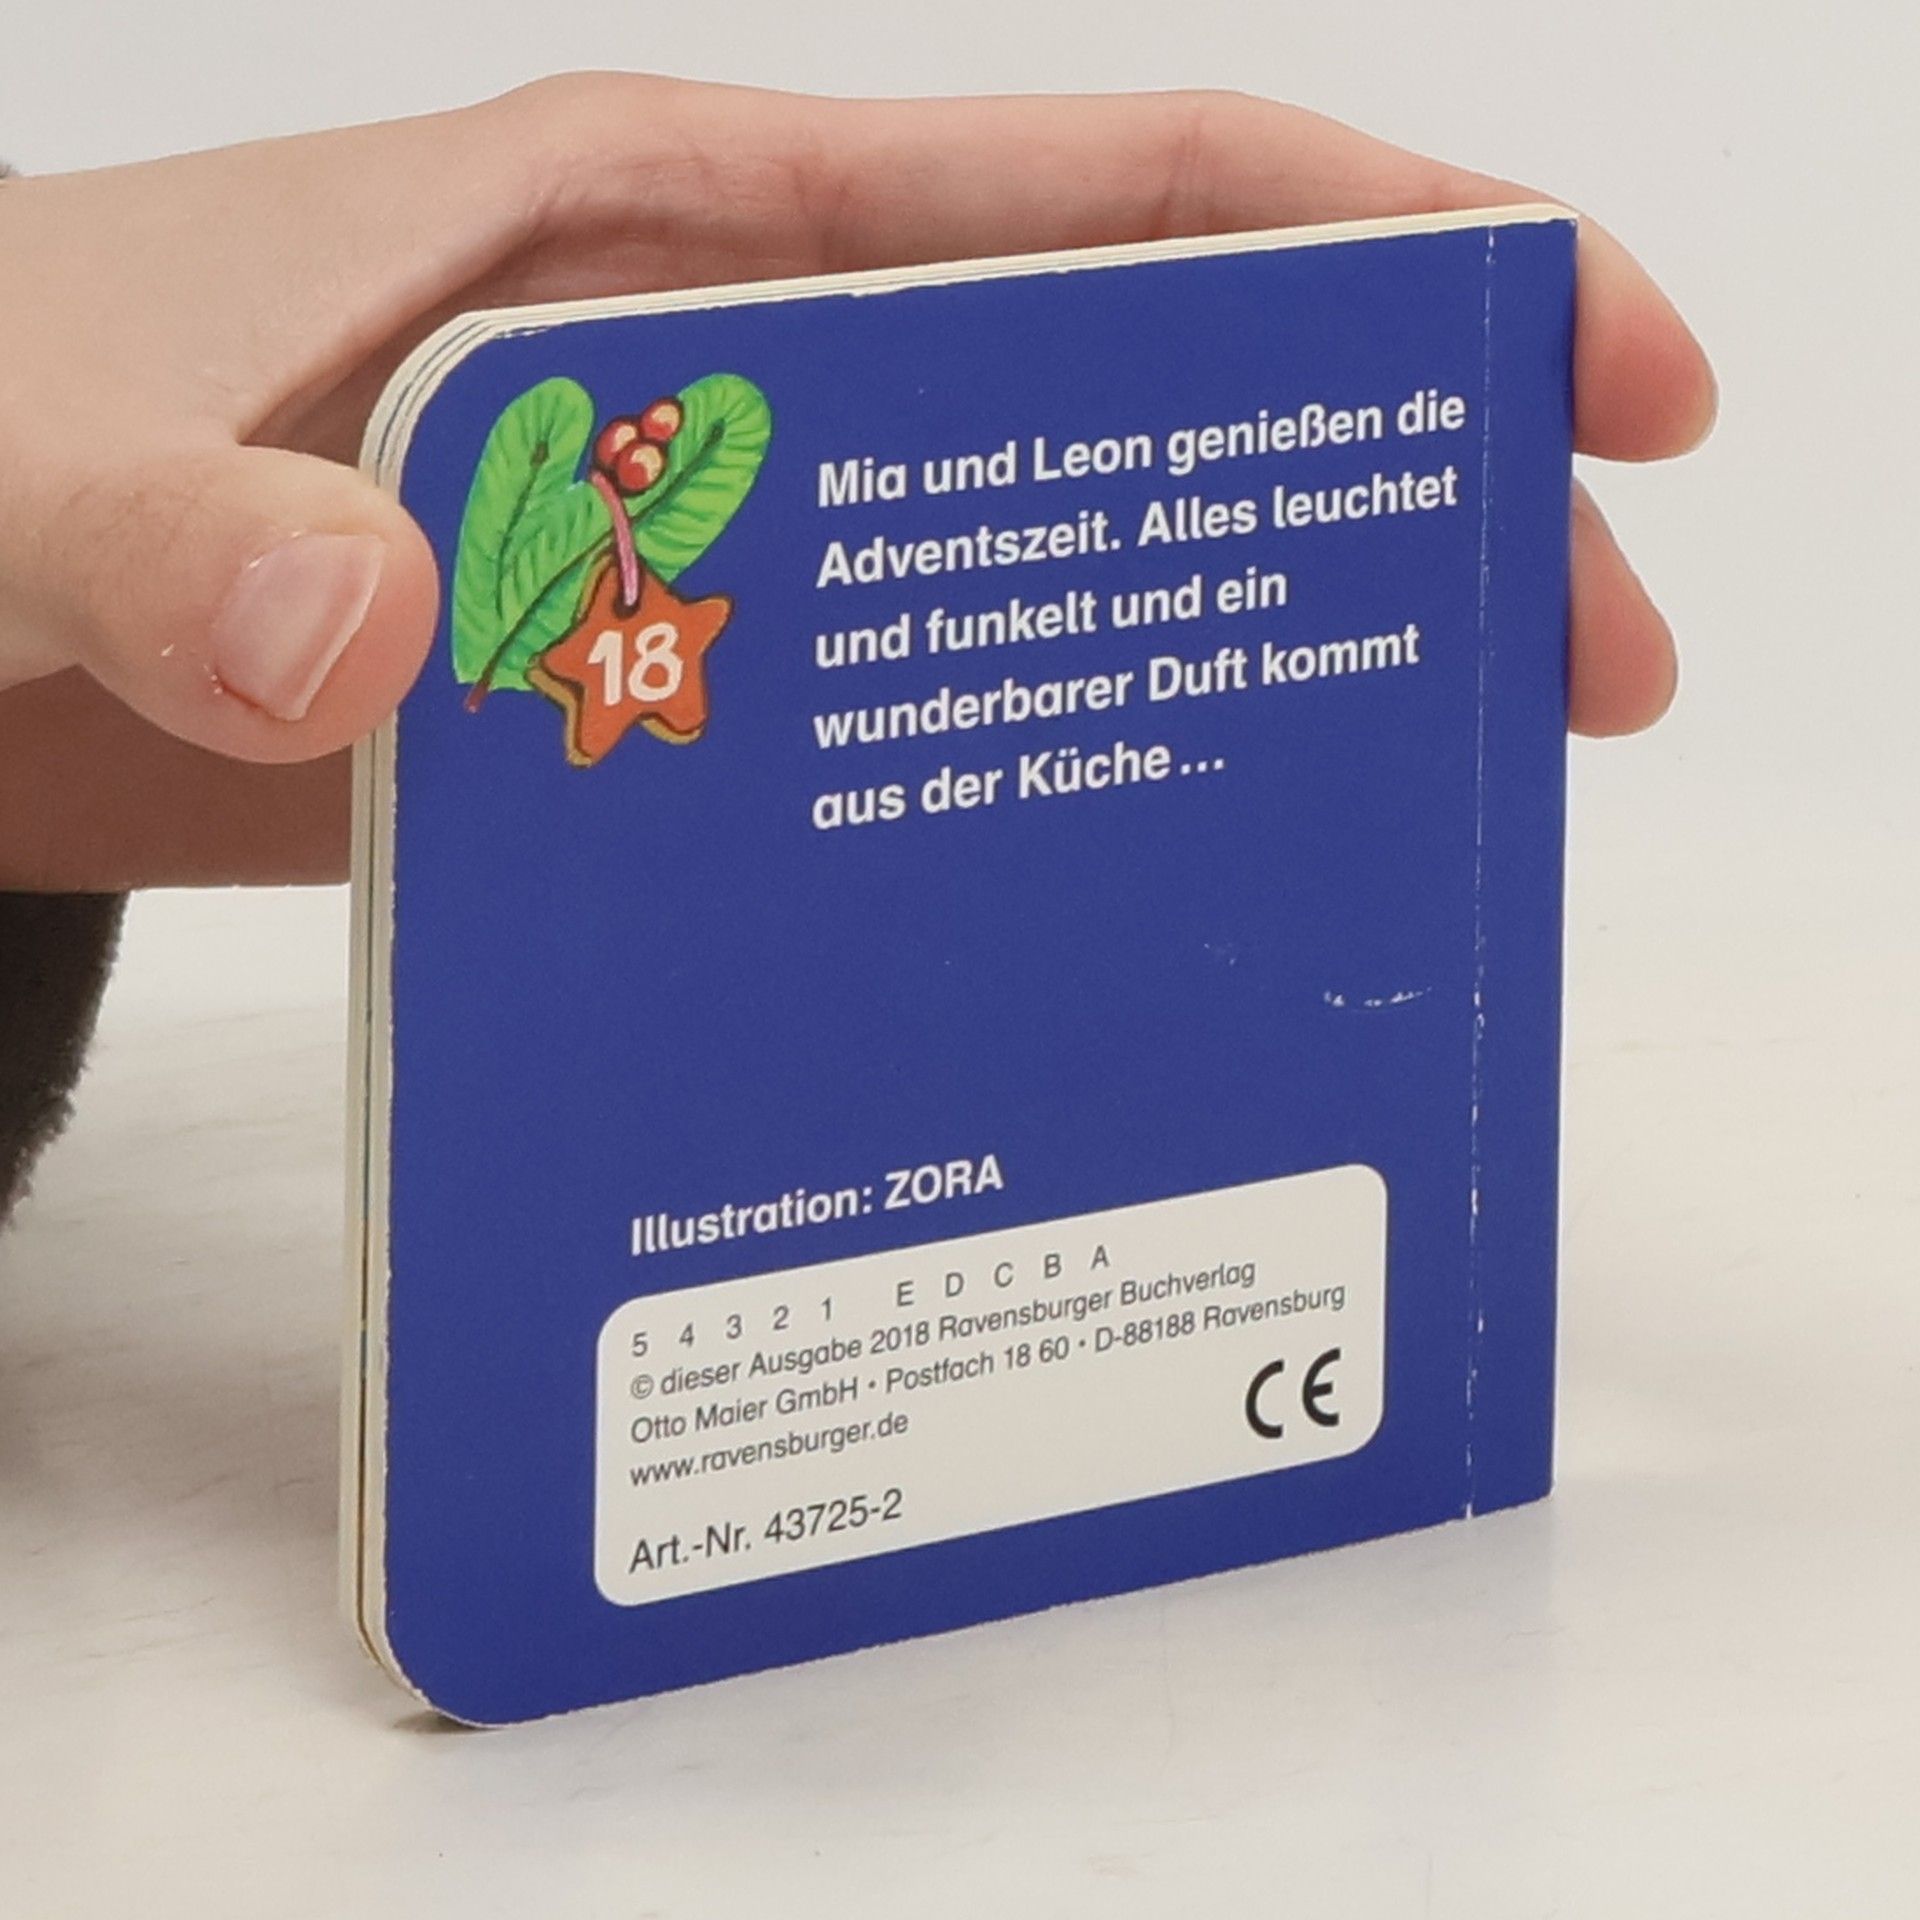 18
Mia und Leon genießen die
Adventszeit. Alles leuchtet
und funkelt und ein
wunderbarer Duft kommt
aus der Küche ...
Illustration: ZORA
5 4 3 2 1 E D C B A
© dieser Ausgabe 2018 Ravensburger Buchverlag
Otto Maier GmbH • Postfach 18 60 • D-88188 Ravensburg
www.ravensburger.de
CE
Art.-Nr. 43725-2